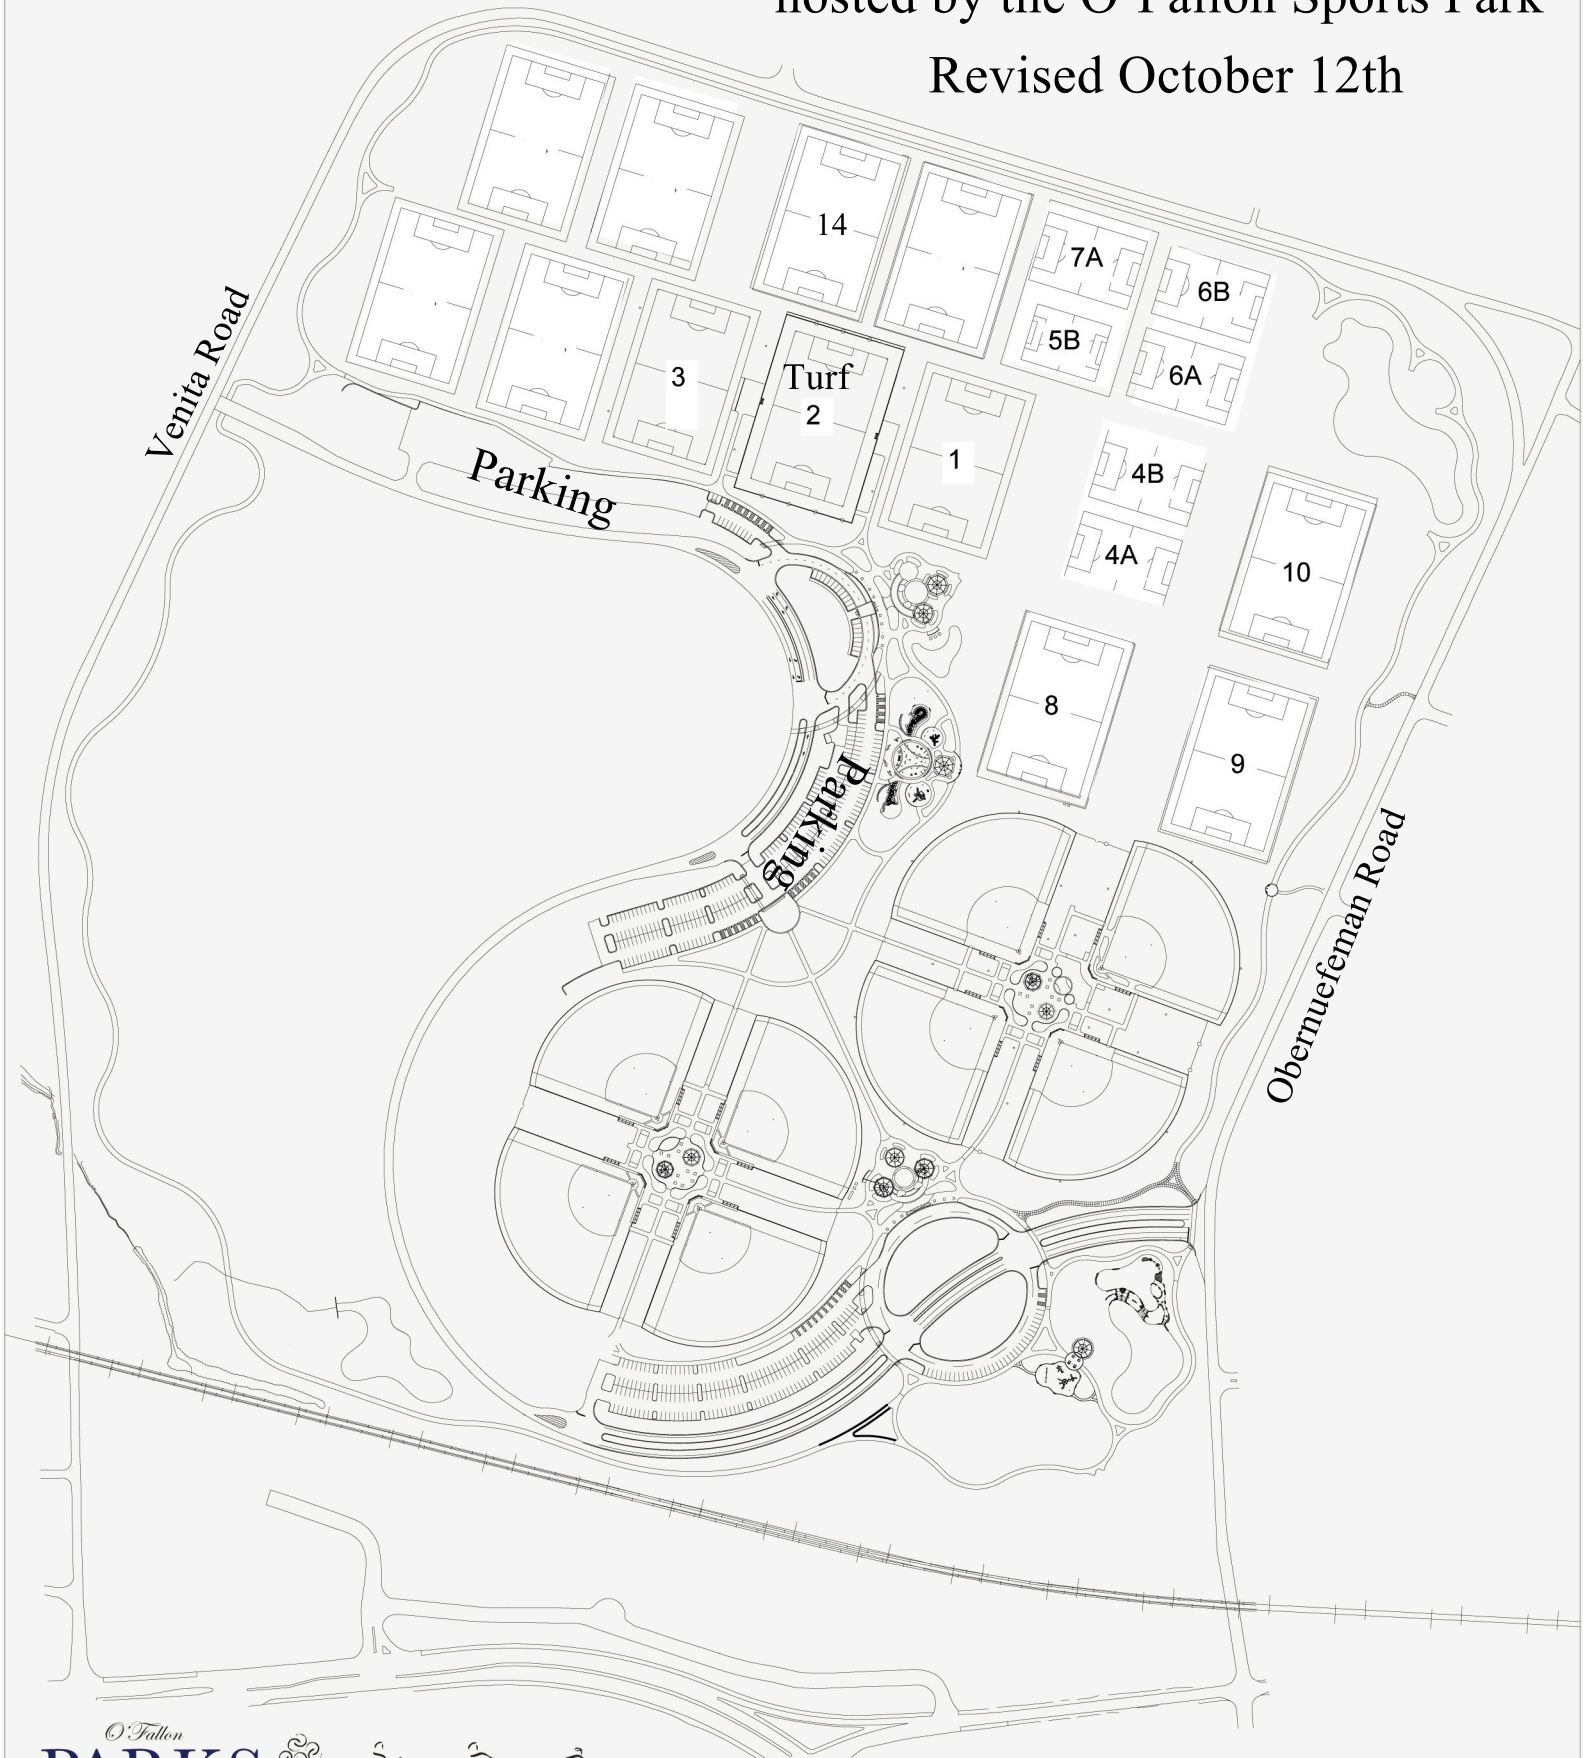 hosted by the O'Fallon Sports Park
Revised October 12th
14
7A
6B
5B
6A
Venita Road
3
Turf
2
1
4B
Parking
4A
10
8
9
Parking
Obernuefeman Road
O'Fallon
PARKS